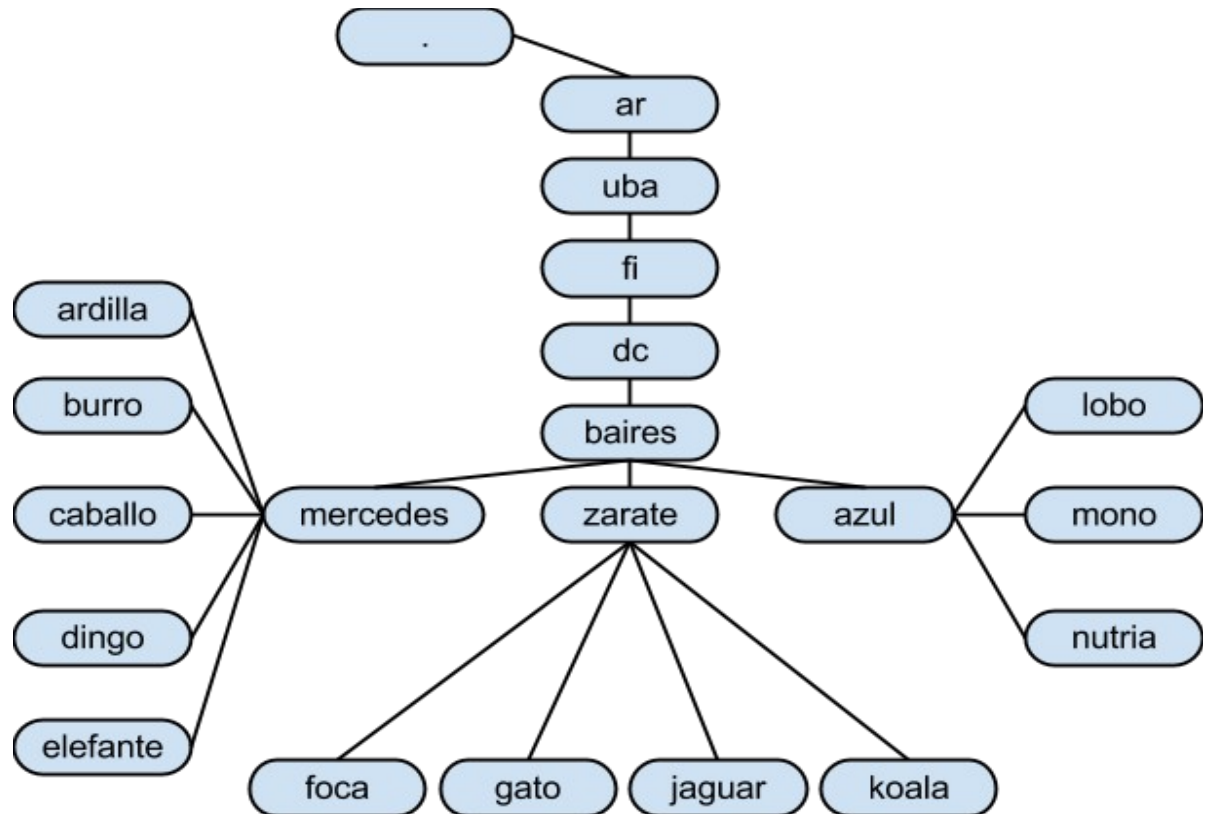 .
ar
uba
fi
dc
baires
mercedes
zarate
azul
ardilla
burro
caballo
dingo
elefante
foca
gato
jaguar
koala
lobo
mono
nutria